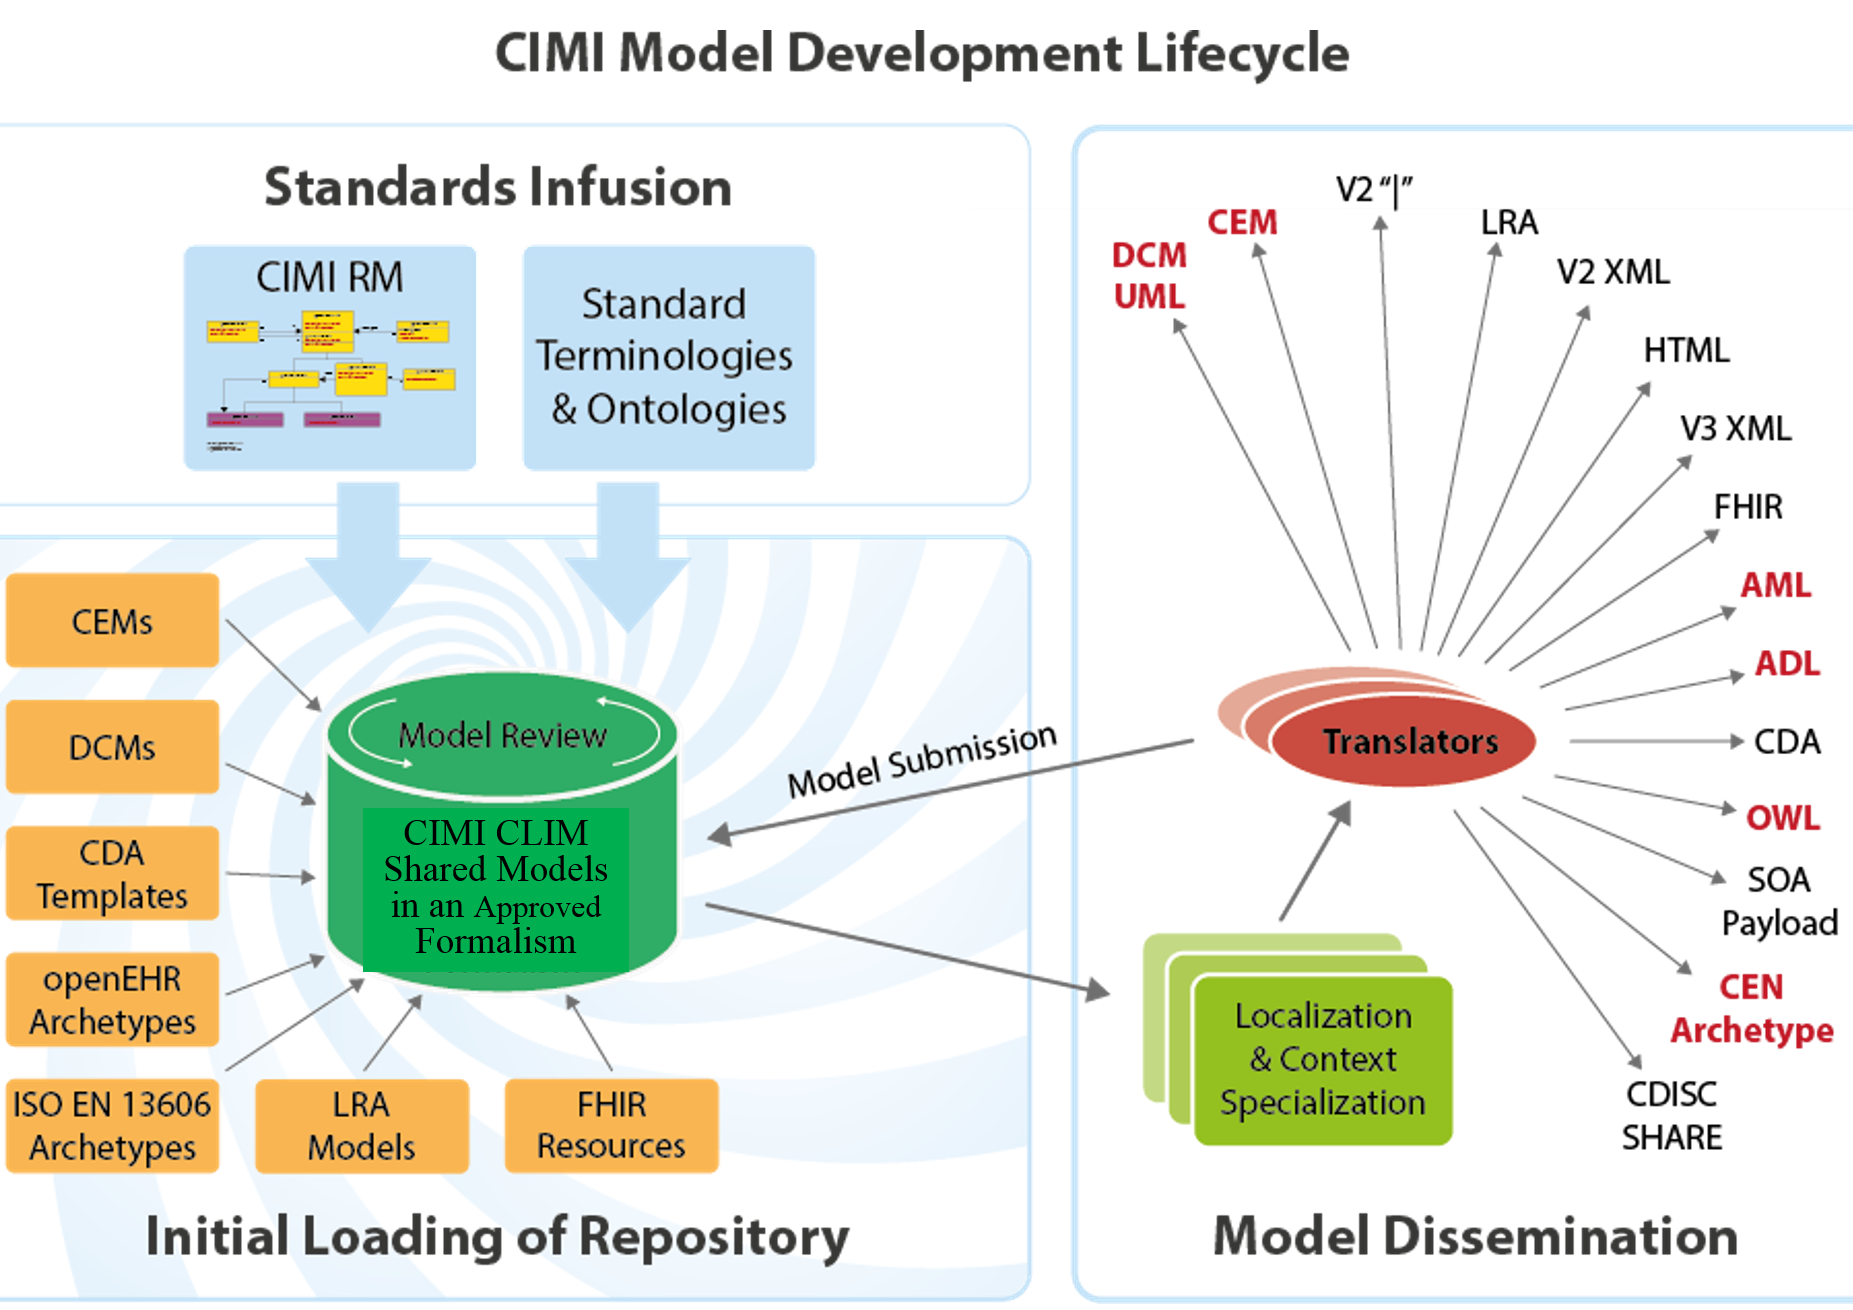 CIMI Model Development Lifecycle
Standards Infusion
CIMI RM
Standard
Terminologies
& Ontologies
CEMs
DCMs
CDA
Templates
openEHR
Archetypes
ISO EN 13606
Archetypes
LRA
Models
FHIR
Resources
Model Review
CIMI CLIM
Shared Models
in an Approved
Formalism
Initial Loading of Repository
Model Submission
DCM
UML
CEM
V2 “|”
LRA
V2 XML
HTML
V3 XML
FHIR
AML
ADL
CDA
OWL
SOA
Payload
CEN
Archetype
CDISC
SHARE
Translators
Localization
& Context
Specialization
Model Dissemination